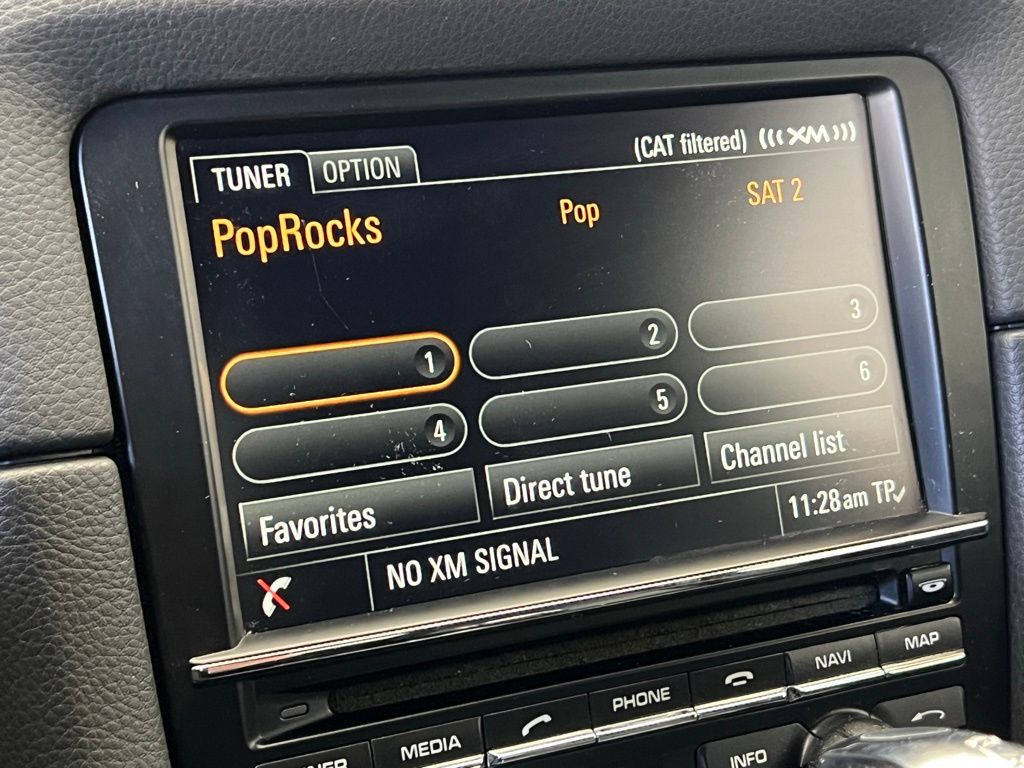 TUNER OPTION (CAT filtered) (((XM)))
PopRocks Pop SAT 2
1 2 3
4 5 6
Favorites Direct tune Channel list
NO XM SIGNAL 11:28am TP
MEDIA PHONE NAVI MAP
INFO